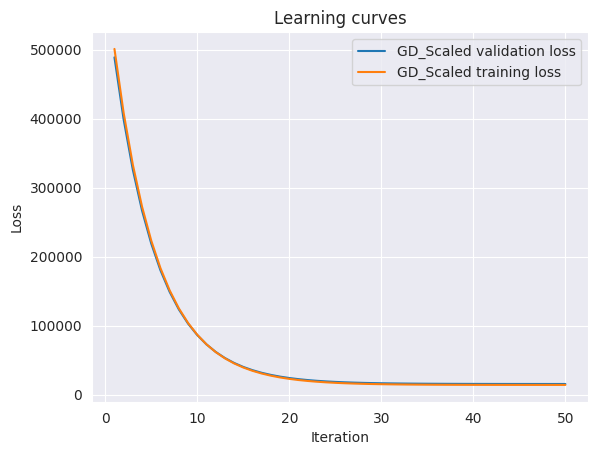 Learning curves
GD_Scaled validation loss
GD_Scaled training loss
500000
400000
300000
200000
100000
0
Loss
0 10 20 30 40 50
Iteration